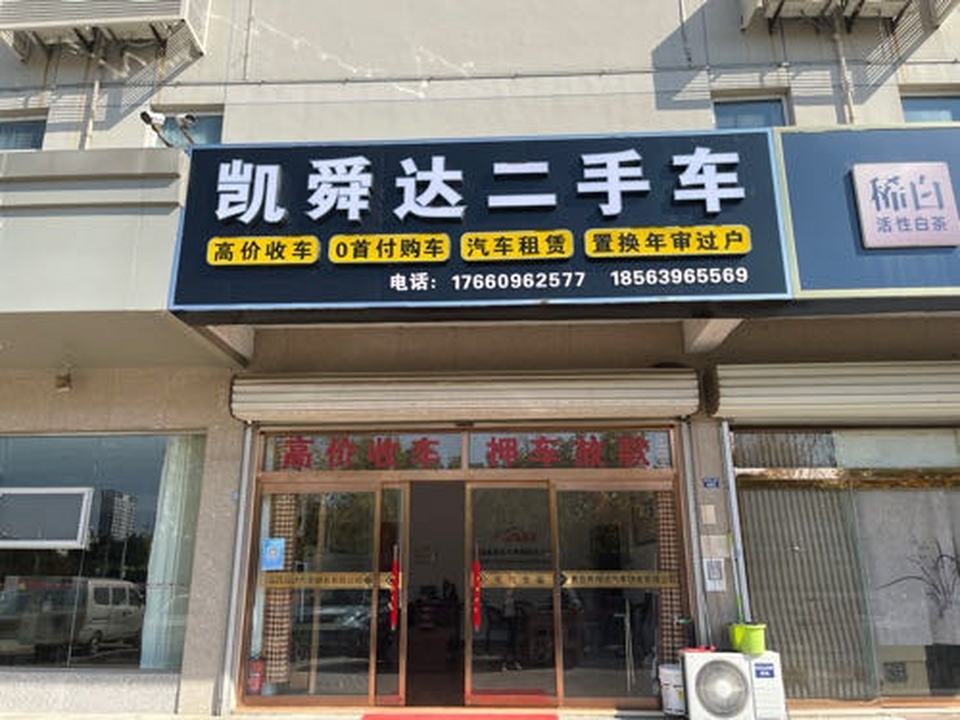 凯舜达二手车
高价收车 0首付购车 汽车租赁 置换年审过户
电话: 17660962577 18563965569
稀白
活性白茶
高价收车 押车放款